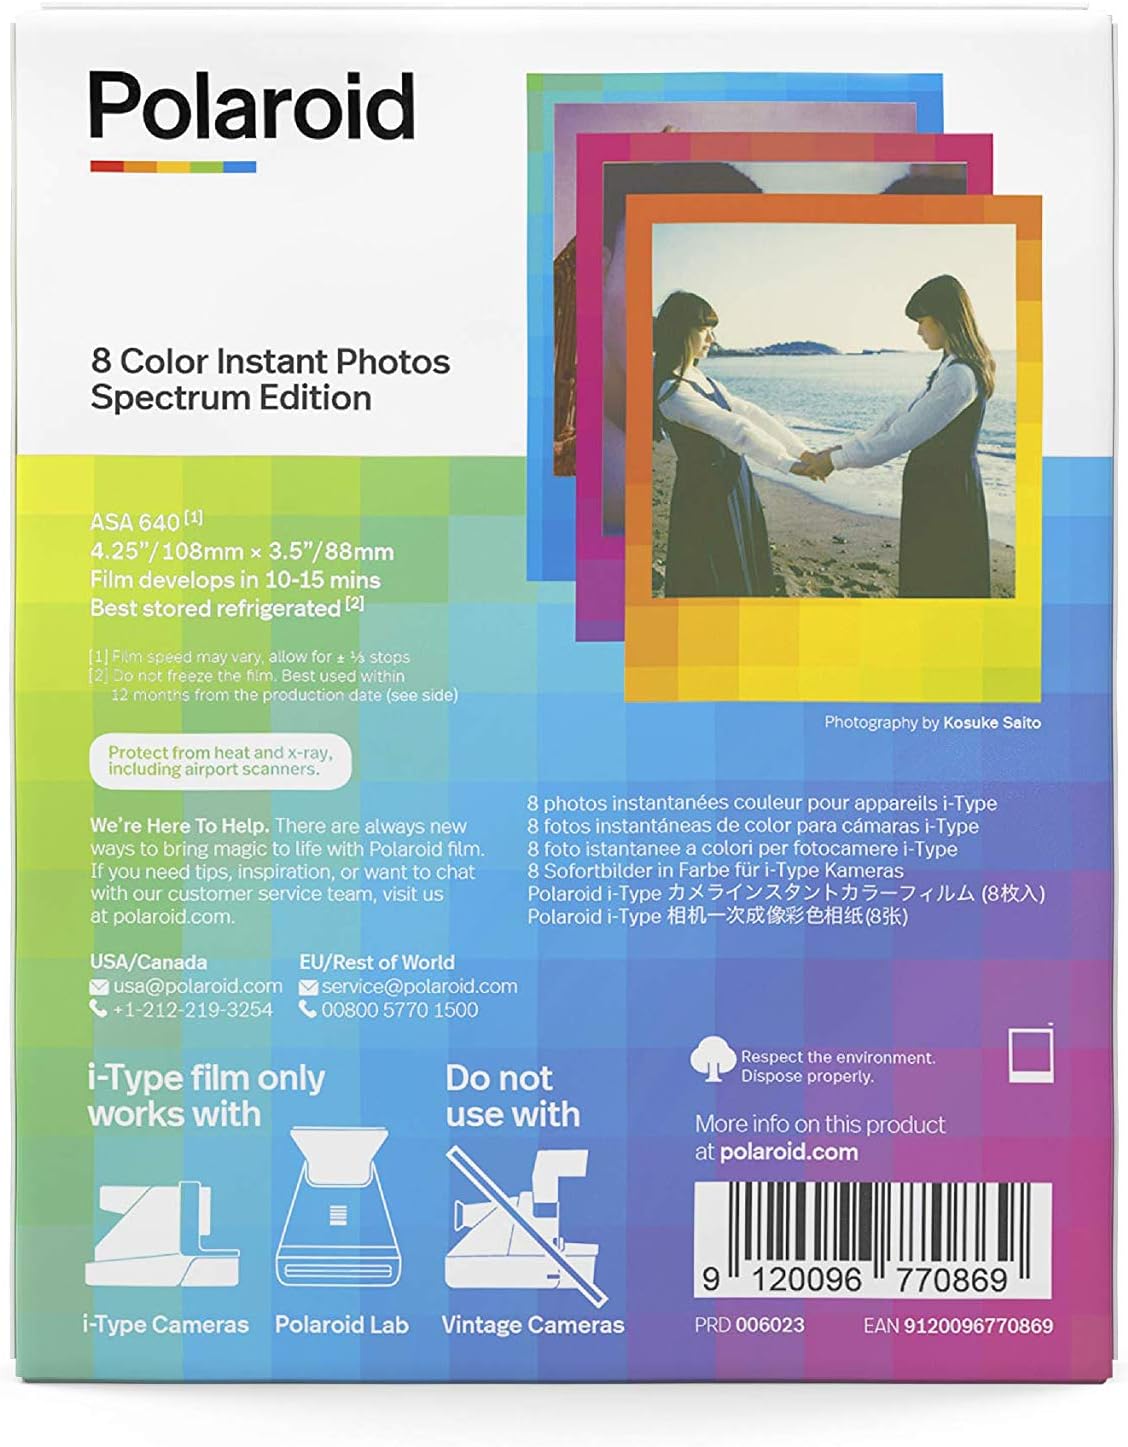 Polaroid
8 Color Instant Photos
Spectrum Edition
ASA 640 [1]
4.25”/108mm × 3.5”/88mm
Film develops in 10-15 mins
Best stored refrigerated [2]
[1] Film speed may vary, allow for ± ⅓ stops
[2] Do not freeze the film. Best used within
12 months from the production date (see side)
Protect from heat and x-ray,
including airport scanners.
We’re Here To Help. There are always new
ways to bring magic to life with Polaroid film.
If you need tips, inspiration, or want to chat
with our customer service team, visit us
at polaroid.com.
USA/Canada
usa@polaroid.com
+1-212-219-3254
EU/Rest of World
service@polaroid.com
00800 5770 1500
Photography by Kosuke Saito
8 photos instantanées couleur pour appareils i-Type
8 fotos instantáneas de color para cámaras i-Type
8 foto istantanee a colori per fotocamere i-Type
8 Sofortbilder in Farbe für i-Type Kameras
Polaroid i-Type カメラインスタントカラーフィルム (8枚入)
Polaroid i-Type 相机一次成像彩色相纸(8张)
i-Type film only
works with
i-Type Cameras
Polaroid Lab
Do not
use with
Vintage Cameras
Respect the environment.
Dispose properly.
More info on this product
at polaroid.com
9 120096 770869
PRD 006023
EAN 9120096770869